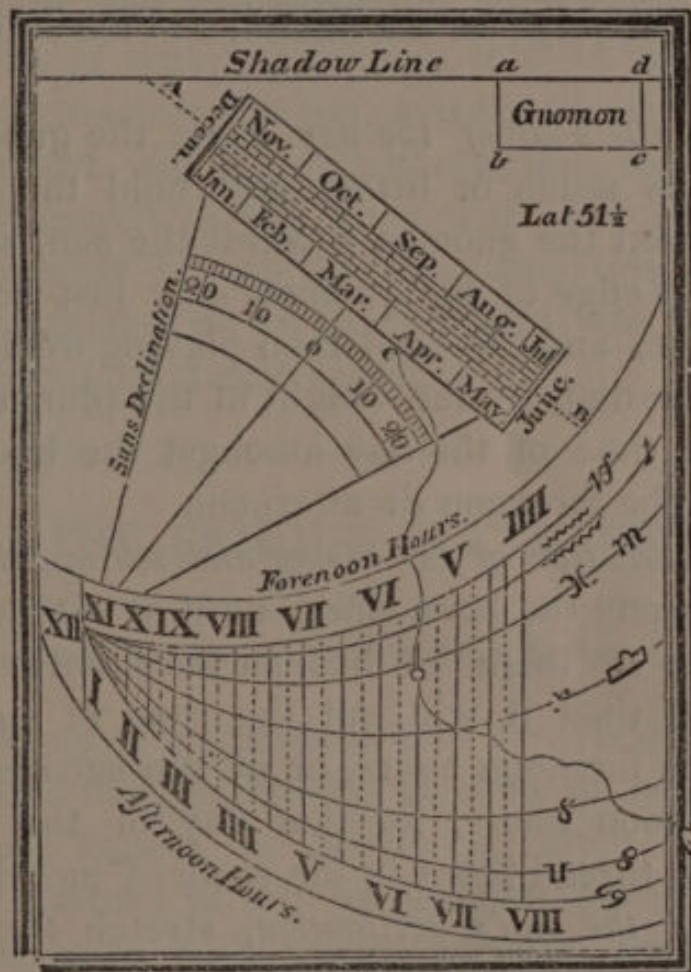 Shadow Line
a d
b c
Gnomon
Lat 51½
Decem.
Nov. Oct. Sep. Aug. Jul
Jan. Feb. Mar. Apr. May
June.
n
Suns Declination.
20 10 0 10 20
c
Forenoon Hours.
XII XI X IX VIII VII VI V IIII
I II III IIII V VI VII VIII
Afternoon Hours.
♑ ♐
♒ ♏
♓
♈
♉
♊
♋